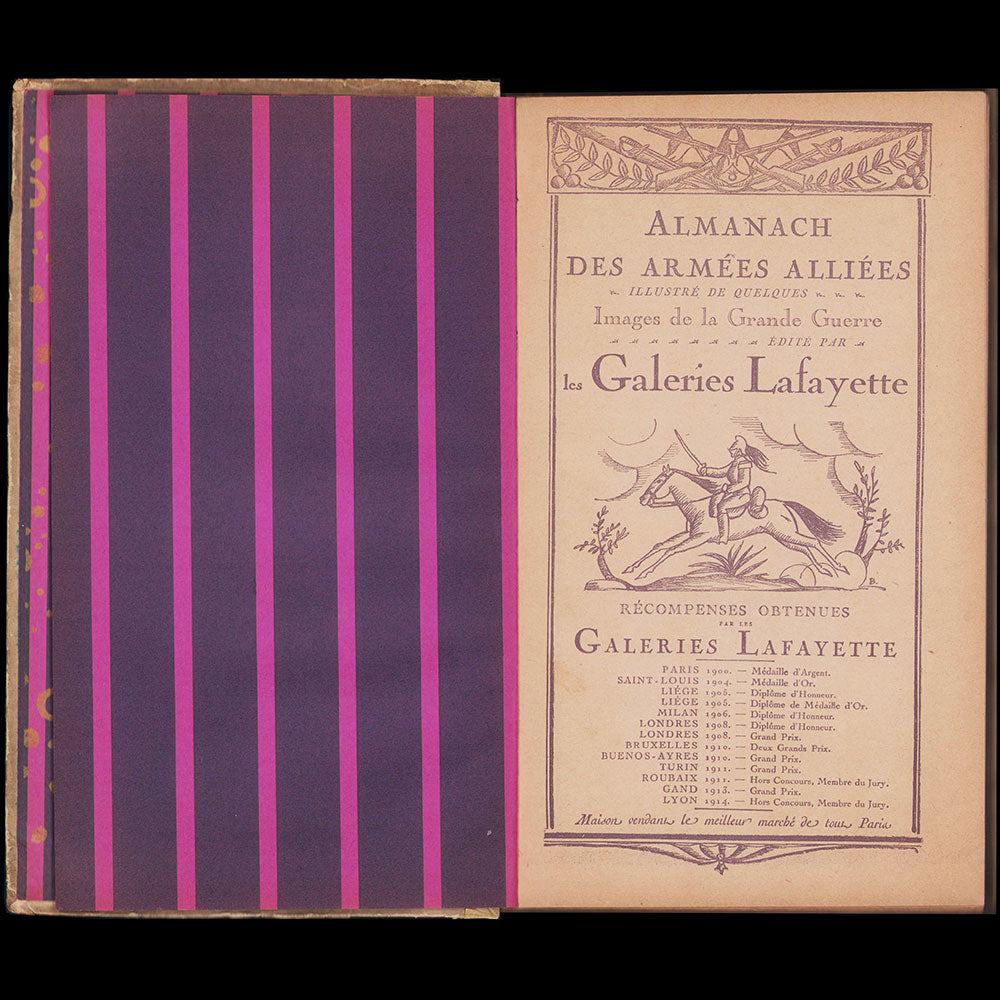 ALMANACH
DES ARMÉES ALLIÉES
ILLUSTRÉ DE QUELQUES
Images de la Grande Guerre
ÉDITÉ PAR
les Galeries Lafayette
B.
RÉCOMPENSES OBTENUES
PAR LES
GALERIES LAFAYETTE
PARIS 1900. — Médaille d'Argent.
SAINT-LOUIS 1904. — Médaille d'Or.
LIÉGE 1905. — Diplôme d'Honneur.
LIÉGE 1905. — Diplôme de Médaille d'Or.
MILAN 1906. — Diplôme d'Honneur.
LONDRES 1908. — Diplôme d'Honneur.
LONDRES 1908. — Grand Prix.
BRUXELLES 1910. — Deux Grands Prix.
BUENOS-AYRES 1910. — Grand Prix.
TURIN 1911. — Grand Prix.
ROUBAIX 1911. — Hors Concours, Membre du Jury.
GAND 1913. — Grand Prix.
LYON 1914. — Hors Concours, Membre du Jury.
Maison vendant le meilleur marché de tout Paris